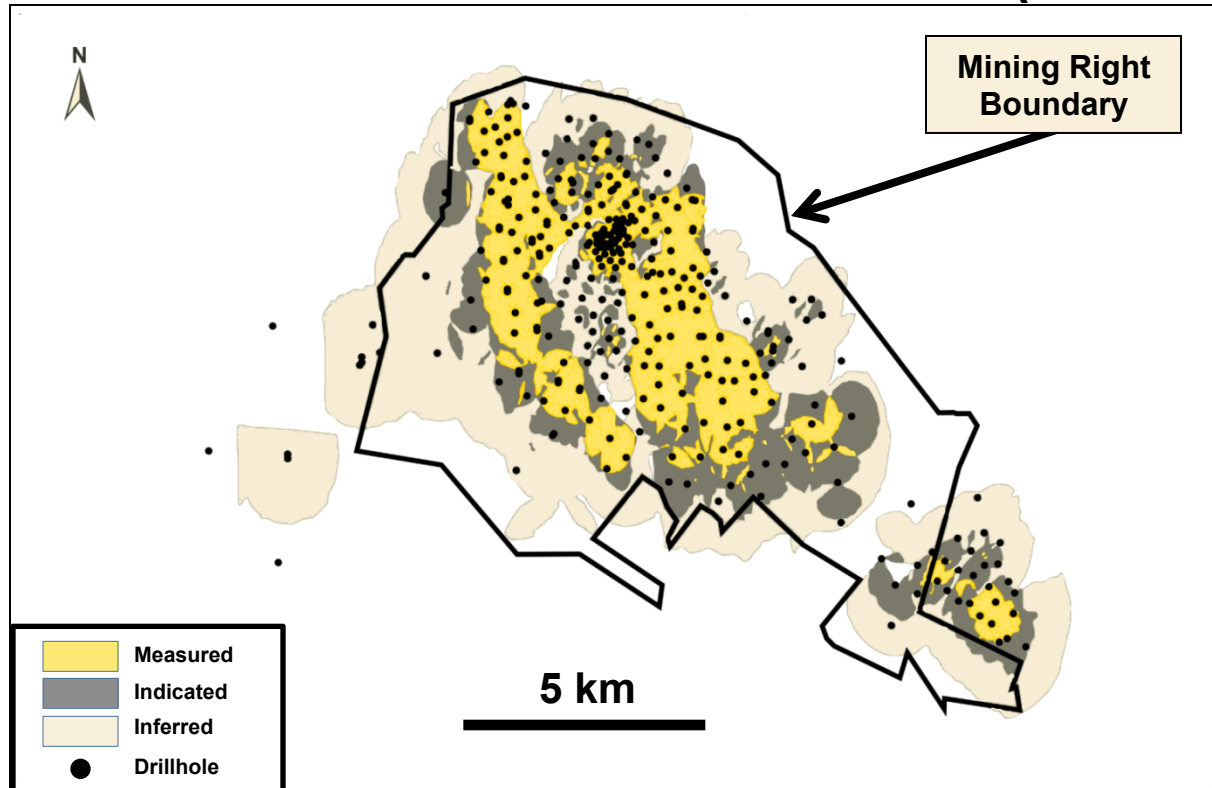 N
Mining Right
Boundary
5 km
Measured
Indicated
Inferred
Drillhole